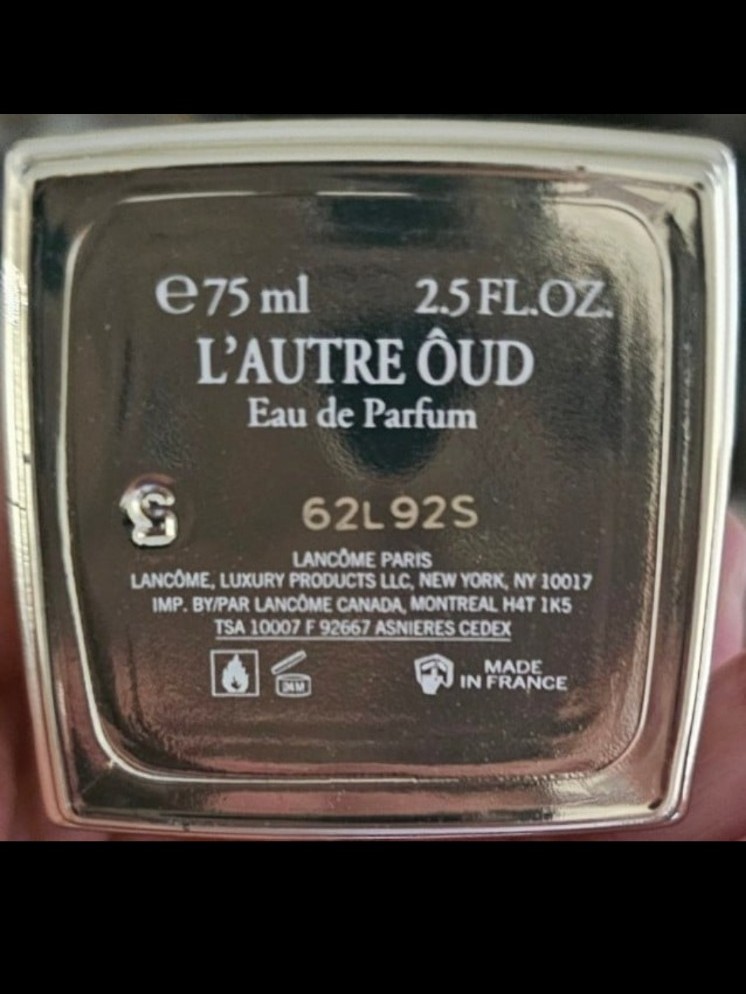 ℮75 ml 2.5 FL.OZ.
L'AUTRE ÔUD
Eau de Parfum
62L92S
LANCÔME PARIS
LANCÔME, LUXURY PRODUCTS LLC, NEW YORK, NY 10017
IMP. BY/PAR LANCÔME CANADA, MONTREAL H4T 1K5
TSA 10007 F 92667 ASNIERES CEDEX
24M
MADE
IN FRANCE